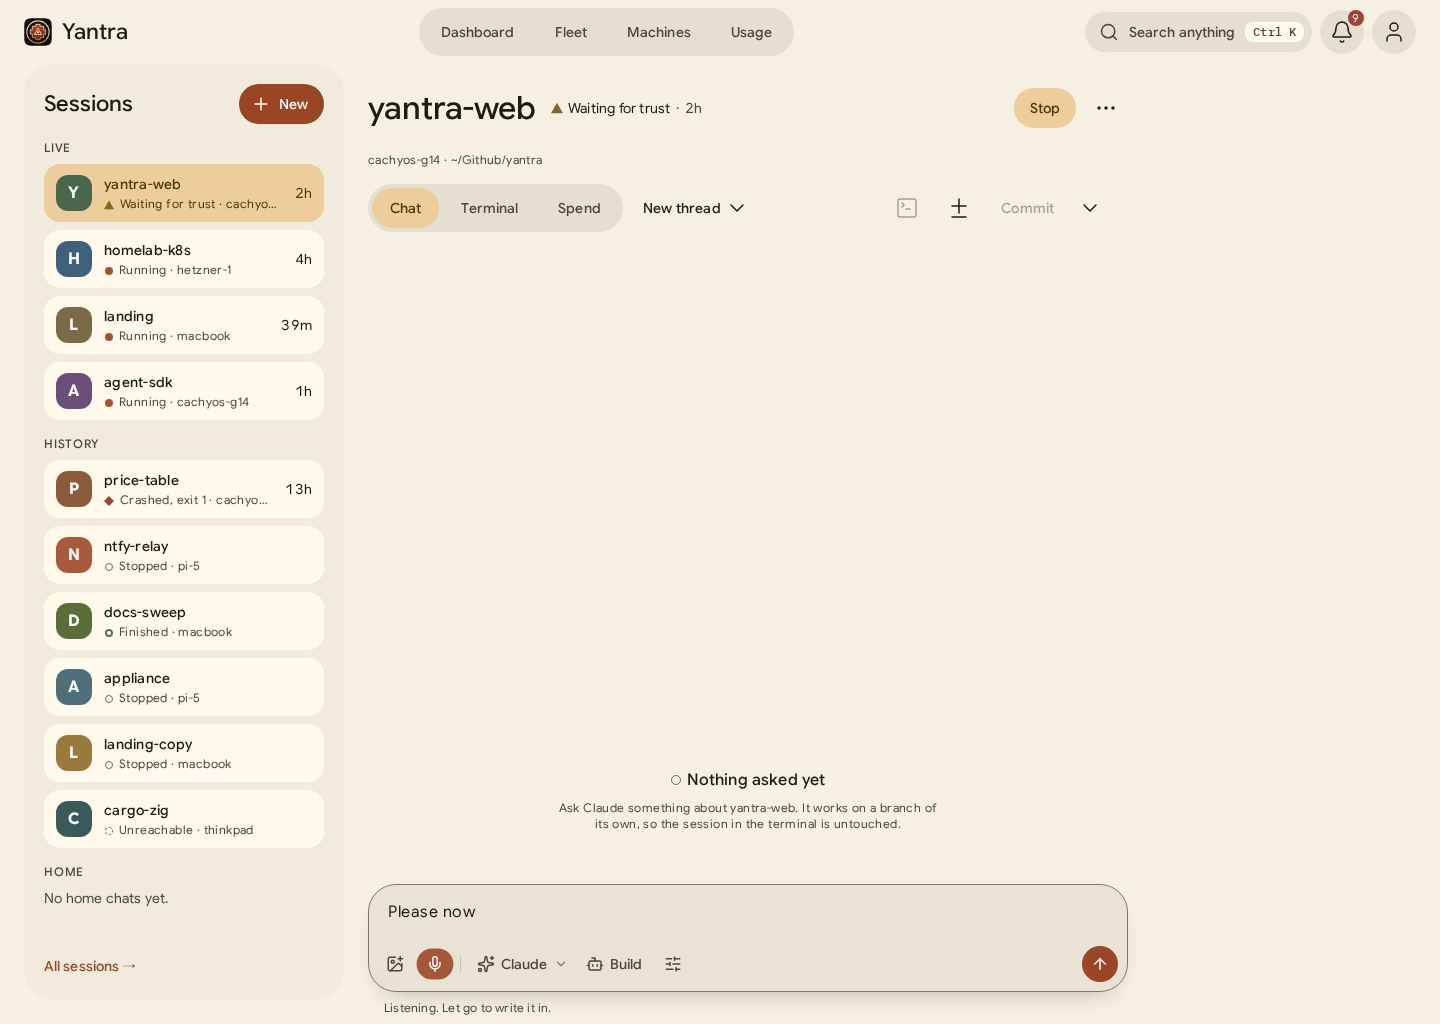 Yantra
Dashboard
Fleet
Machines
Usage
Search anything
Ctrl K
9
Sessions
New
LIVE
Y
yantra-web
Waiting for trust · cachyo...
2h
H
homelab-k8s
Running · hetzner-1
4h
L
landing
Running · macbook
39m
A
agent-sdk
Running · cachyos-g14
1h
HISTORY
P
price-table
Crashed, exit 1 · cachyo...
13h
N
ntfy-relay
Stopped · pi-5
D
docs-sweep
Finished · macbook
A
appliance
Stopped · pi-5
L
landing-copy
Stopped · macbook
C
cargo-zig
Unreachable · thinkpad
HOME
No home chats yet.
All sessions →
yantra-web
Waiting for trust · 2h
Stop
cachyos-g14 · ~/Github/yantra
Chat
Terminal
Spend
New thread
Commit
Nothing asked yet
Ask Claude something about yantra-web. It works on a branch of
its own, so the session in the terminal is untouched.
Please now
Claude
Build
Listening. Let go to write it in.